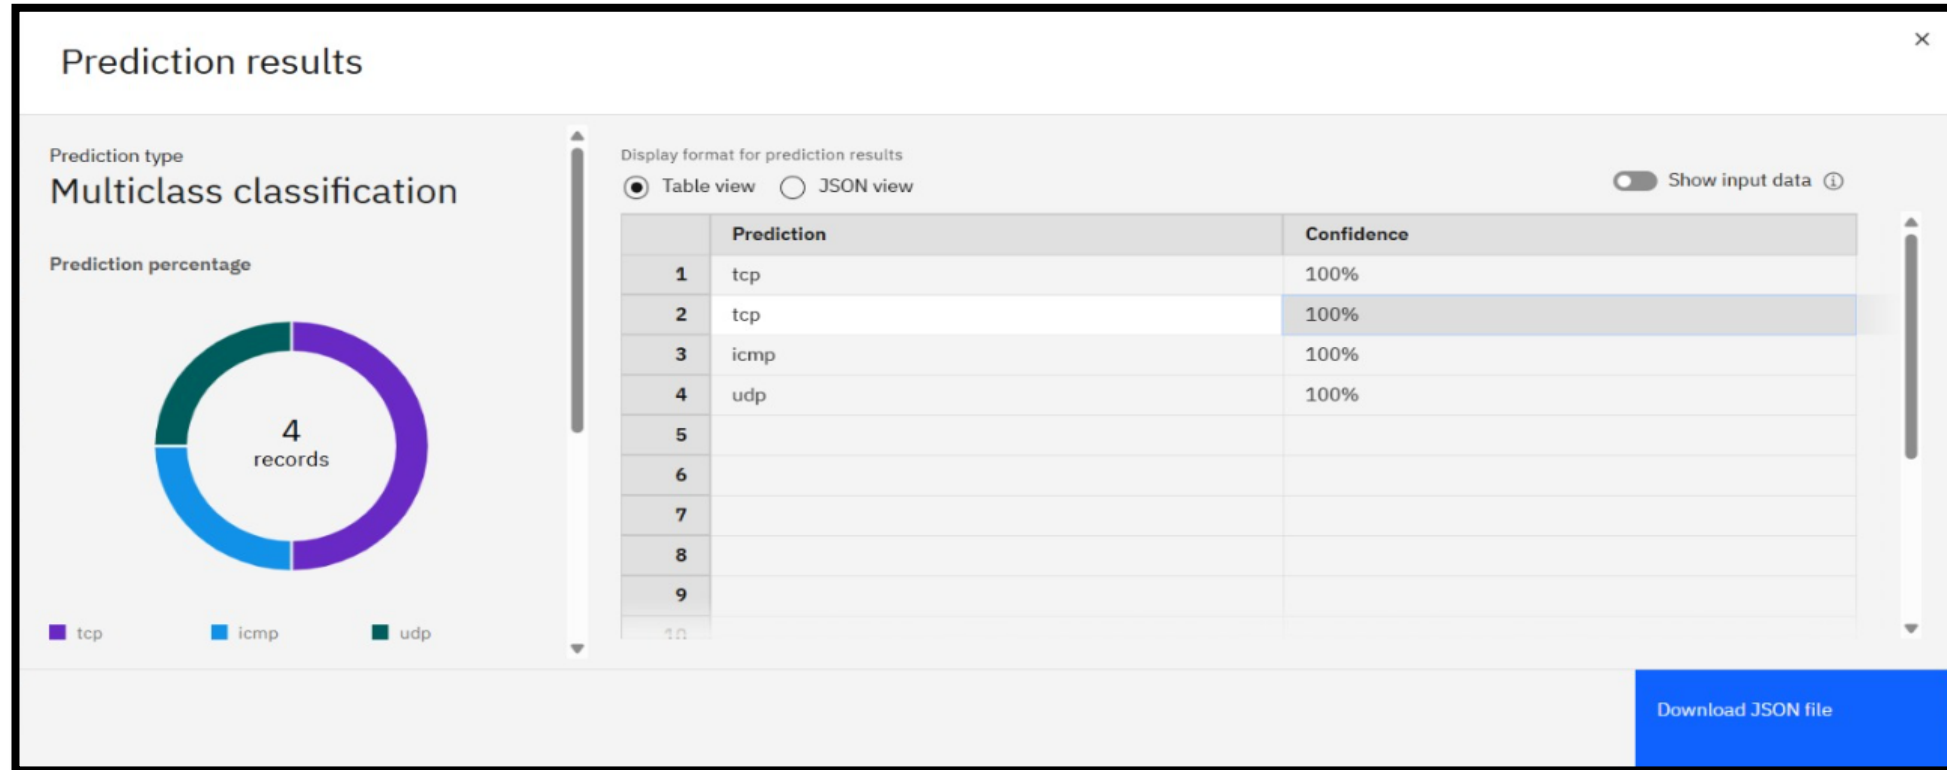 Prediction results
×
Prediction type
Multiclass classification
Prediction percentage
4
records
tcp icmp udp
Display format for prediction results
Table view JSON view
Show input data
Prediction Confidence
1 tcp 100%
2 tcp 100%
3 icmp 100%
4 udp 100%
5
6
7
8
9
10
Download JSON file